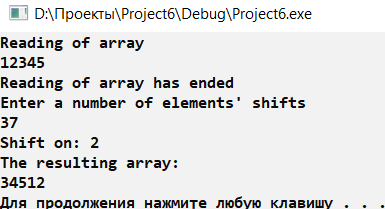 D:\Проекты\Project6\Debug\Project6.exe
Reading of array
12345
Reading of array has ended
Enter a number of elements' shifts
37
Shift on: 2
The resulting array:
34512
Для продолжения нажмите любую клавишу . . .